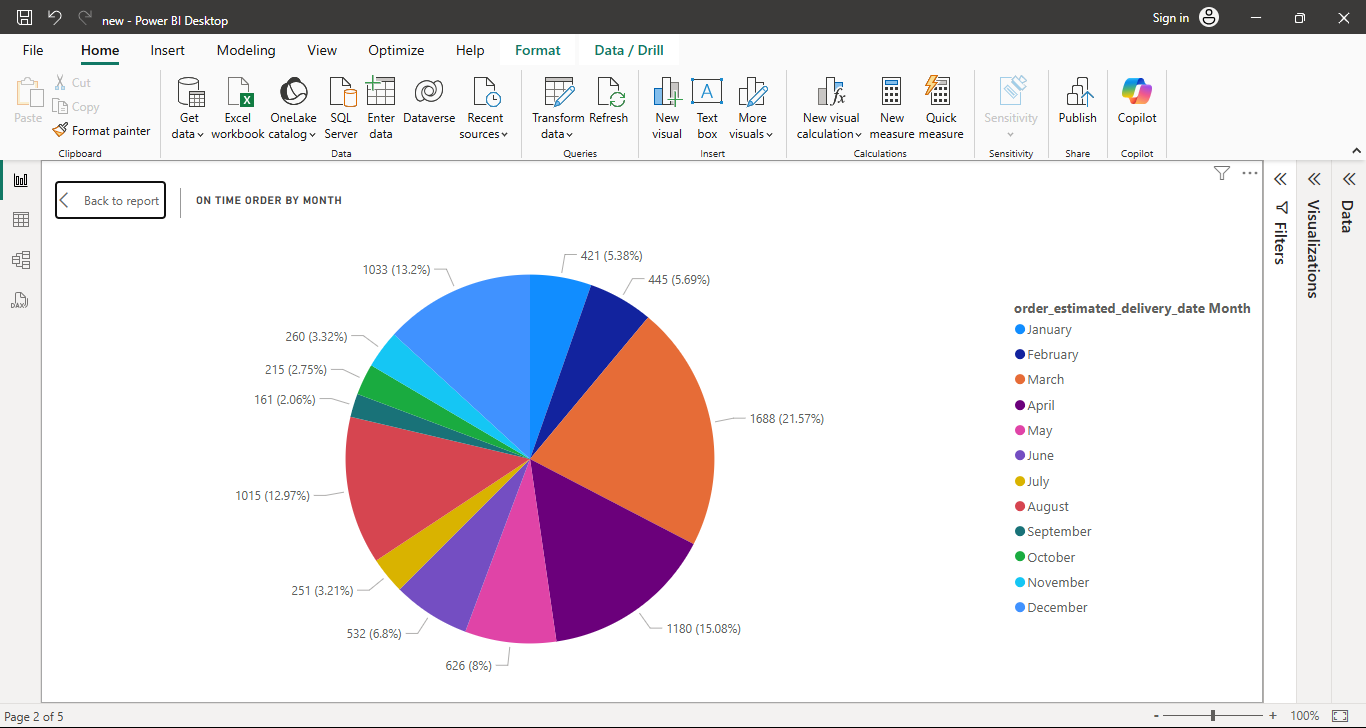 new - Power BI Desktop
Sign in
File Home Insert Modeling View Optimize Help Format Data / Drill
Paste
Cut
Copy
Format painter
Clipboard
Get data
Excel workbook
OneLake catalog
SQL Server
Enter data
Dataverse
Recent sources
Data
Transform data
Refresh
Queries
New visual
Text box
More visuals
Insert
New visual calculation
New measure
Quick measure
Calculations
Sensitivity
Sensitivity
Publish
Share
Copilot
Copilot
Back to report
ON TIME ORDER BY MONTH
421 (5.38%)
445 (5.69%)
1688 (21.57%)
1180 (15.08%)
626 (8%)
532 (6.8%)
251 (3.21%)
1015 (12.97%)
161 (2.06%)
215 (2.75%)
260 (3.32%)
1033 (13.2%)
order_estimated_delivery_date Month
January
February
March
April
May
June
July
August
September
October
November
December
Filters
Visualizations
Data
DAX
Page 2 of 5
- + 100%